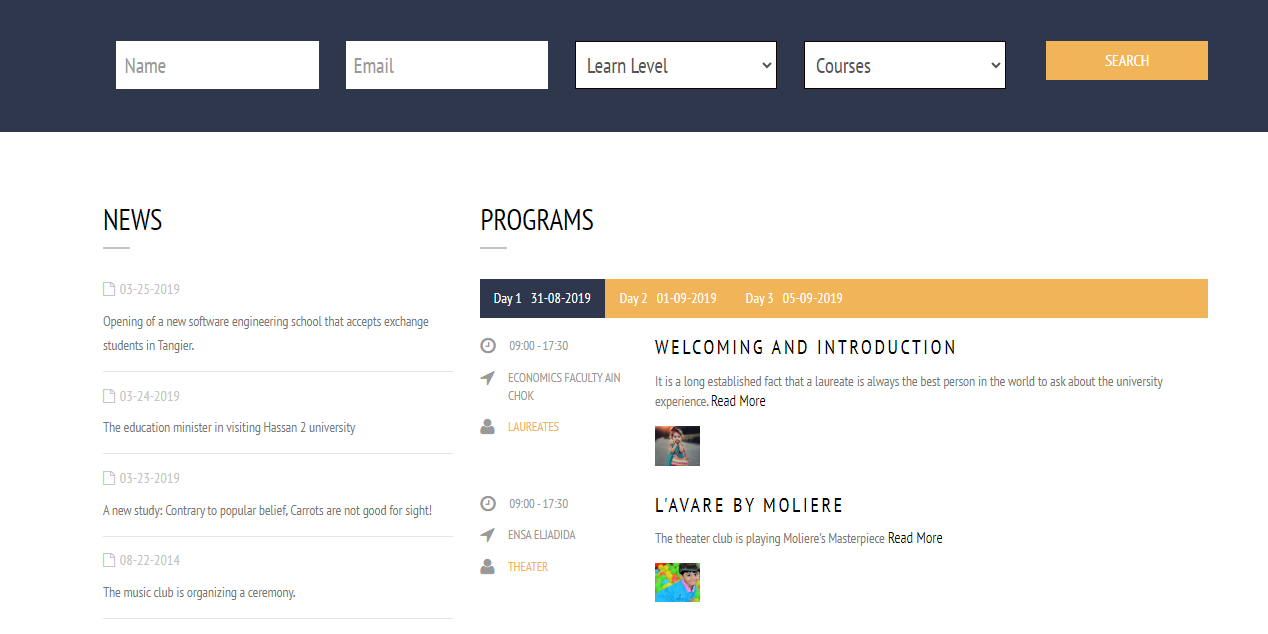 Name
Email
Learn Level
Courses
SEARCH
NEWS
03-25-2019
Opening of a new software engineering school that accepts exchange
students in Tangier.
03-24-2019
The education minister in visiting Hassan 2 university
03-23-2019
A new study: Contrary to popular belief, Carrots are not good for sight!
08-22-2014
The music club is organizing a ceremony.
PROGRAMS
Day 1 31-08-2019
Day 2 01-09-2019
Day 3 05-09-2019
09:00 - 17:30
ECONOMICS FACULTY AIN
CHOK
LAUREATES
WELCOMING AND INTRODUCTION
It is a long established fact that a laureate is always the best person in the world to ask about the university
experience. Read More
09:00 - 17:30
ENSA ELJADIDA
THEATER
L'AVARE BY MOLIERE
The theater club is playing Moliere's Masterpiece Read More